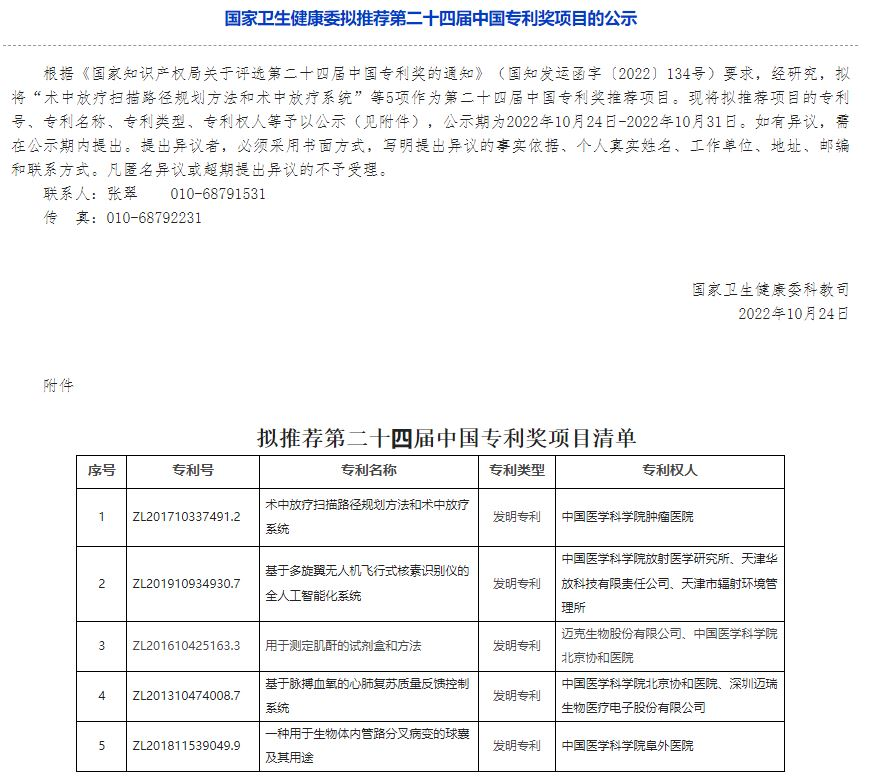 国家卫生健康委拟推荐第二十四届中国专利奖项目的公示
根据《国家知识产权局关于评选第二十四届中国专利奖的通知》（国知发运函字〔2022〕134号）要求，经研究，拟
将“术中放疗扫描路径规划方法和术中放疗系统”等5项作为第二十四届中国专利奖推荐项目。现将拟推荐项目的专利
号、专利名称、专利类型、专利权人等予以公示（见附件），公示期为2022年10月24日-2022年10月31日。如有异议，需
在公示期内提出。提出异议者，必须采用书面方式，写明提出异议的事实依据、个人真实姓名、工作单位、地址、邮编
和联系方式。凡匿名异议或超期提出异议的不予受理。
联系人：张翠 010-68791531
传 真：010-68792231
国家卫生健康委科教司
2022年10月24日
附件
拟推荐第二十四届中国专利奖项目清单
序号 专利号 专利名称 专利类型 专利权人
1 ZL201710337491.2 术中放疗扫描路径规划方法和术中放疗
系统 发明专利 中国医学科学院肿瘤医院
2 ZL201910934930.7 基于多旋翼无人机飞行式核素识别仪的
全人工智能化系统 发明专利 中国医学科学院放射医学研究所、天津华
放科技有限责任公司、天津市辐射环境管
理所
3 ZL201610425163.3 用于测定肌酐的试剂盒和方法 发明专利 迈克生物股份有限公司、中国医学科学院
北京协和医院
4 ZL201310474008.7 基于脉搏血氧的心肺复苏质量反馈控制
系统 发明专利 中国医学科学院北京协和医院、深圳迈瑞
生物医疗电子股份有限公司
5 ZL201811539049.9 一种用于生物体内管路分叉病变的球囊
及其用途 发明专利 中国医学科学院阜外医院